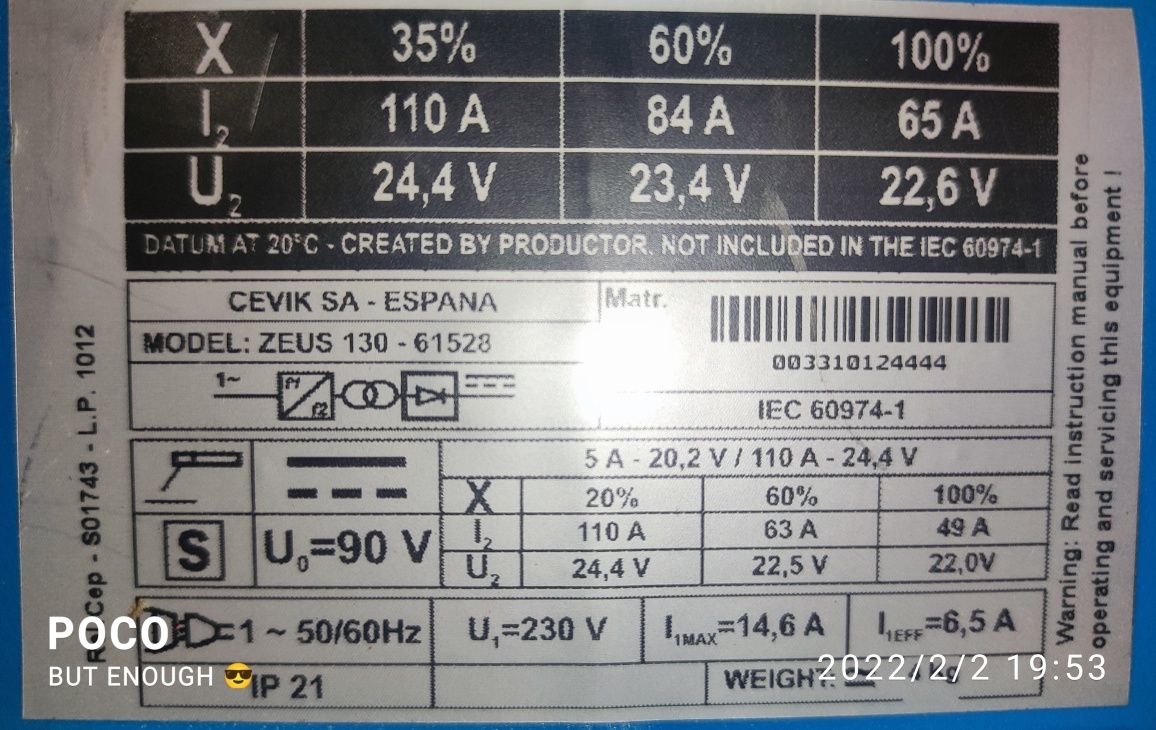 X 35% 60% 100%
I2 110 A 84 A 65 A
U2 24,4 V 23,4 V 22,6 V
DATUM AT 20°C - CREATED BY PRODUCTOR. NOT INCLUDED IN THE IEC 60974-1
CEVIK SA - ESPANA
Matr.
003310124444
MODEL: ZEUS 130 - 61528
1~ f1 f2
IEC 60974-1
5 A - 20,2 V / 110 A - 24,4 V
X 20% 60% 100%
I2 110 A 63 A 49 A
U2 24,4 V 22,5 V 22,0V
S U0=90 V
1 ~ 50/60Hz U1=230 V I1MAX=14,6 A I1EFF=6,5 A
IP 21 WEIGHT:
Cep - S01743 - L.P. 1012
Warning: Read instruction manual before
operating and servicing this equipment !
POCO
BUT ENOUGH 😎
2022/2/2 19:53